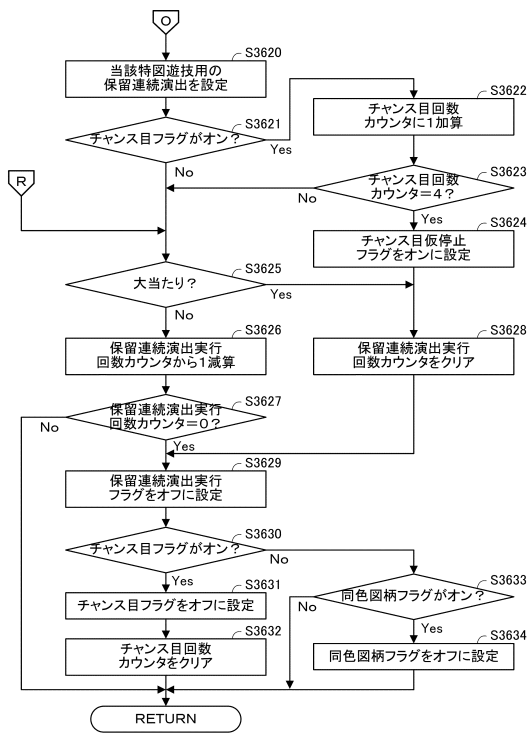 O
S3620
当該特図遊技用の
保留連続演出を設定
S3621
チャンス目フラグがオン？
Yes
No
S3622
チャンス目回数
カウンタに1加算
S3623
チャンス目回数
カウンタ＝4？
No
Yes
R
S3624
チャンス目仮停止
フラグをオンに設定
S3625
大当たり？
Yes
No
S3626
保留連続演出実行
回数カウンタから1減算
S3628
保留連続演出実行
回数カウンタをクリア
S3627
保留連続演出実行
回数カウンタ＝0？
No
Yes
S3629
保留連続演出実行
フラグをオフに設定
S3630
チャンス目フラグがオン？
No
Yes
S3631
チャンス目フラグをオフに設定
S3632
チャンス目回数
カウンタをクリア
S3633
同色図柄フラグがオン？
No
Yes
S3634
同色図柄フラグをオフに設定
RETURN